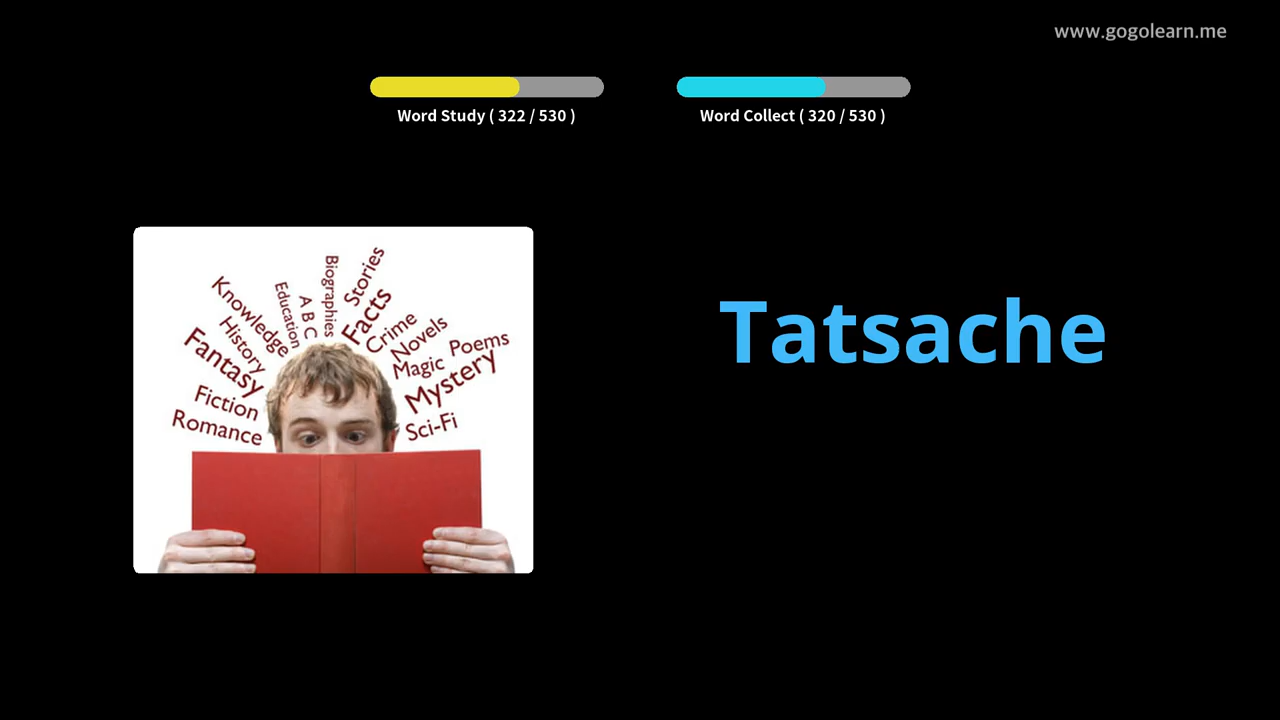 www.gogolearn.me
Word Study ( 322 / 530 )
Word Collect ( 320 / 530 )
Tatsache
Biographies
Stories
Facts
A B C
Education
Knowledge
History
Fantasy
Fiction
Romance
Crime
Novels
Poems
Magic
Mystery
Sci-Fi